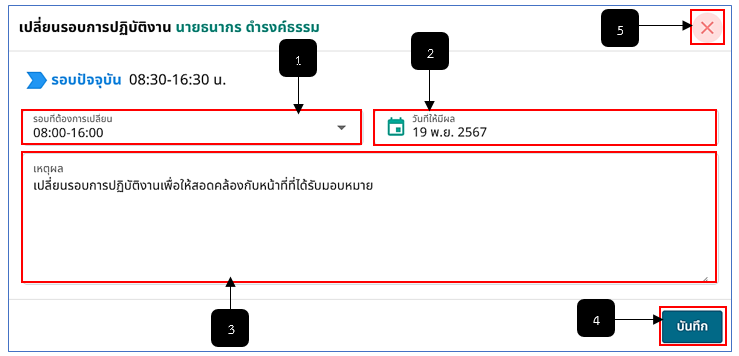 เปลี่ยนรอบการปฏิบัติงาน นายธนากร ดำรงค์ธรรม
5
1
2
รอบปัจจุบัน 08:30-16:30 น.
รอบที่ต้องการเปลี่ยน
08:00-16:00
วันที่ให้มีผล
19 พ.ย. 2567
เหตุผล
เปลี่ยนรอบการปฏิบัติงานเพื่อให้สอดคล้องกับหน้าที่ที่ได้รับมอบหมาย
3
4
บันทึก